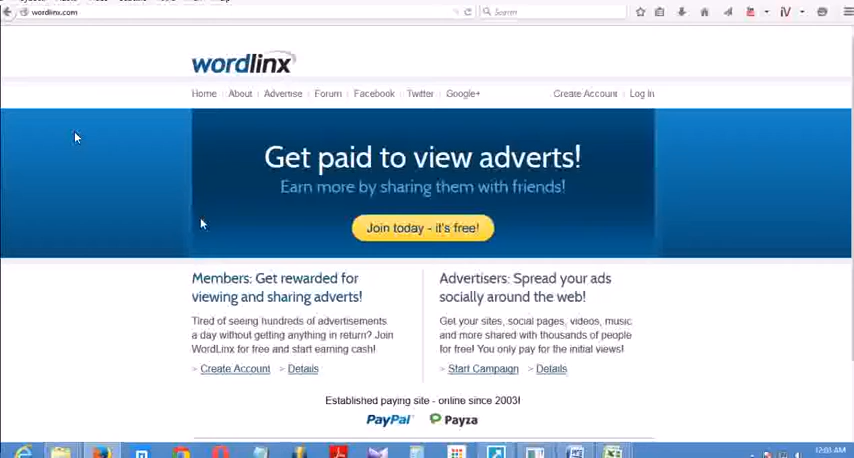 wordlinx.com
Search
wordlinx
Home About Advertise Forum Facebook Twitter Google+ Create Account Log In
Get paid to view adverts!
Earn more by sharing them with friends!
Join today - it's free!
Members: Get rewarded for
viewing and sharing adverts!
Tired of seeing hundreds of advertisements
a day without getting anything in return? Join
WordLinx for free and start earning cash!
> Create Account > Details
Advertisers: Spread your ads
socially around the web!
Get your sites, social pages, videos, music
and more shared with thousands of people
for free! You only pay for the initial views!
> Start Campaign > Details
Established paying site - online since 2003!
PayPal Payza
12:03 AM